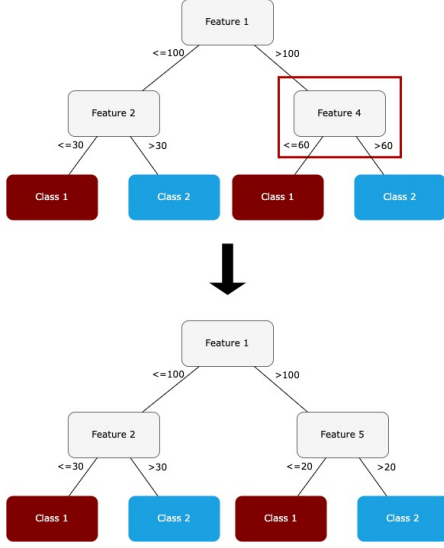 Feature 1
<=100 >100
Feature 2 Feature 4
<=30 >30 <=60 >60
Class 1 Class 2 Class 1 Class 2
Feature 1
<=100 >100
Feature 2 Feature 5
<=30 >30 <=20 >20
Class 1 Class 2 Class 1 Class 2